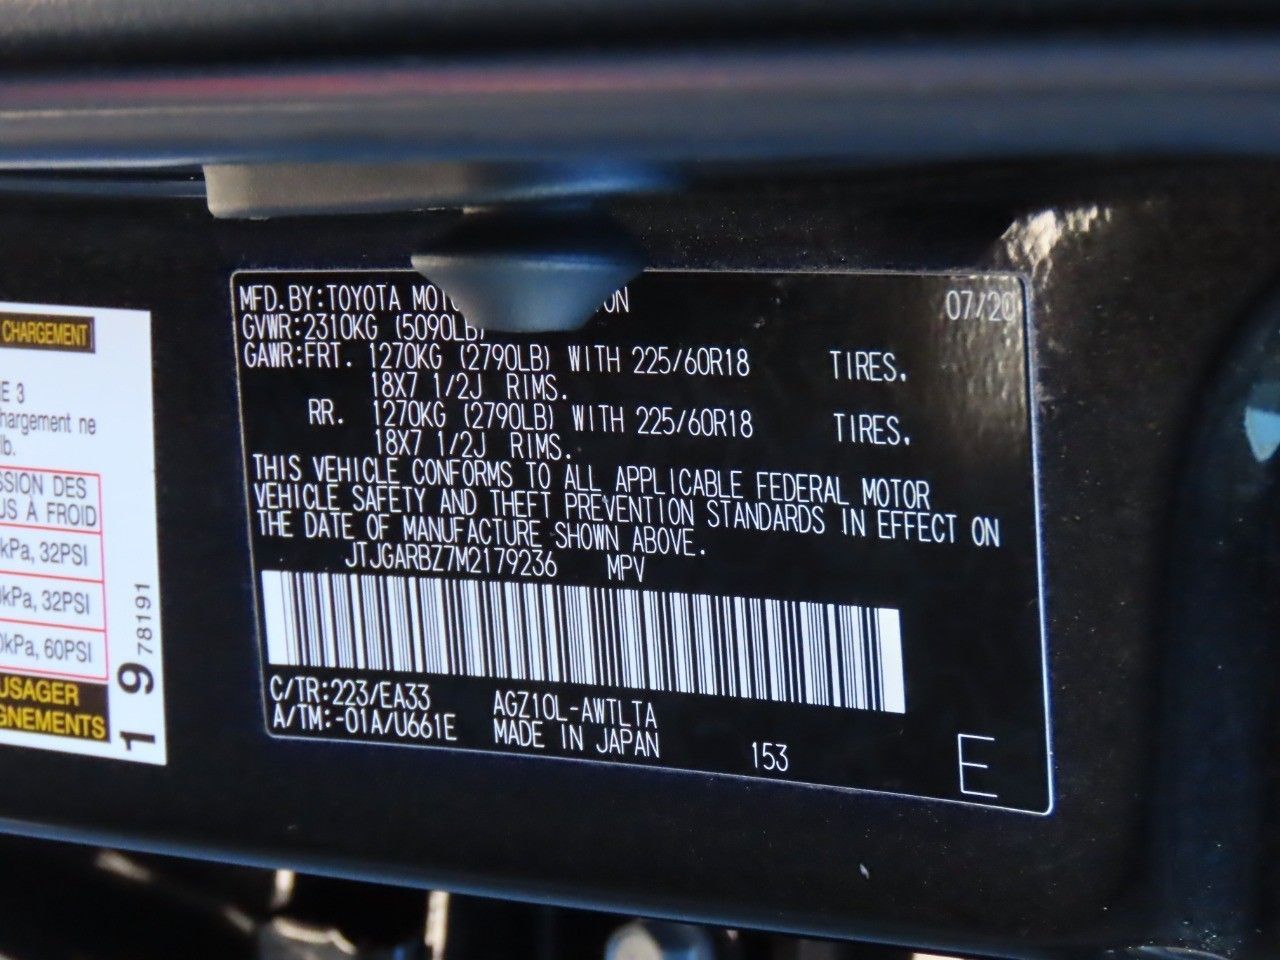 CHARGEMENT
E 3
hargement ne
lb.
SSION DES
US À FROID
kPa, 32PSI
kPa, 32PSI
0kPa, 60PSI
USAGER
GNEMENTS
1978191
MFD.BY:TOYOTA MOTO ON 07/20
GVWR:2310KG (5090LB)
GAWR:FRT. 1270KG (2790LB) WITH 225/60R18 TIRES.
18X7 1/2J RIMS.
RR. 1270KG (2790LB) WITH 225/60R18 TIRES.
18X7 1/2J RIMS.
THIS VEHICLE CONFORMS TO ALL APPLICABLE FEDERAL MOTOR
VEHICLE SAFETY AND THEFT PREVENTION STANDARDS IN EFFECT ON
THE DATE OF MANUFACTURE SHOWN ABOVE.
JTJGARBZ7M2179236 MPV
C/TR:223/EA33 AGZ10L-AWTLTA
A/TM:-01A/U661E MADE IN JAPAN 153 E